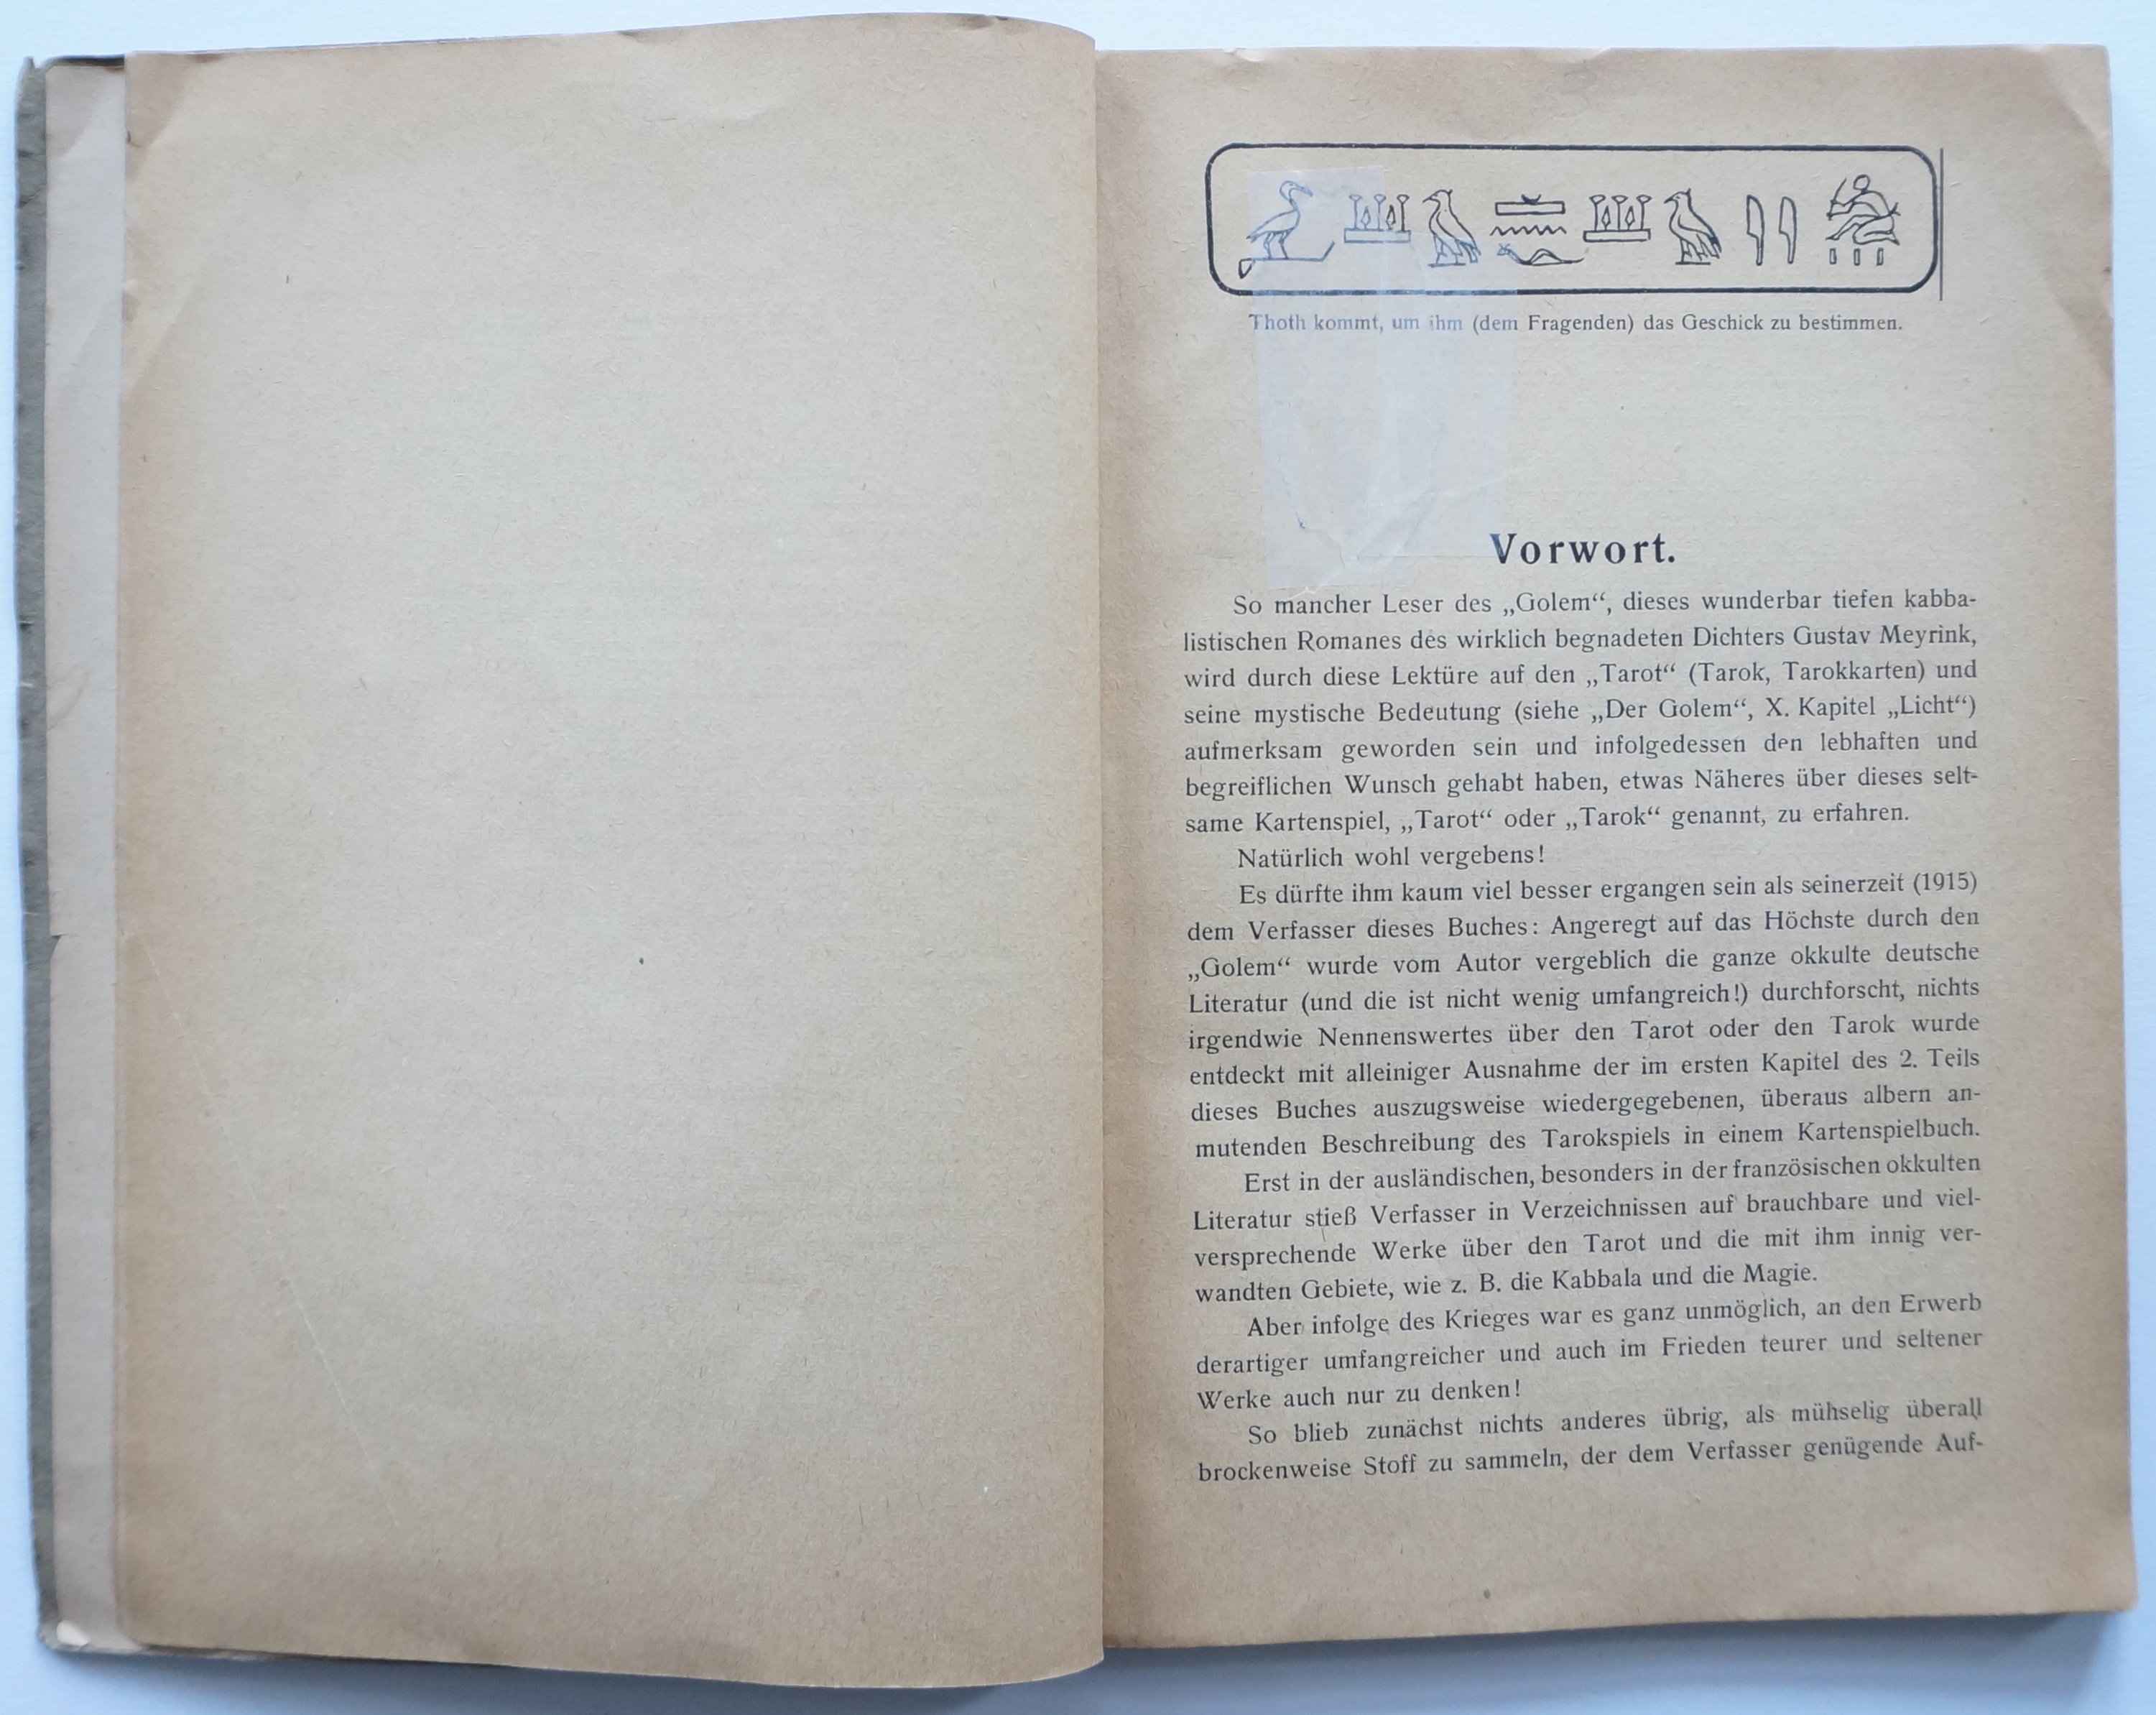 Thoth kommt, um ihm (dem Fragenden) das Geschick zu bestimmen.
Vorwort.
So mancher Leser des „Golem“, dieses wunderbar tiefen kabba-
listischen Romanes des wirklich begnadeten Dichters Gustav Meyrink,
wird durch diese Lektüre auf den „Tarot“ (Tarok, Tarokkarten) und
seine mystische Bedeutung (siehe „Der Golem“, X. Kapitel „Licht“)
aufmerksam geworden sein und infolgedessen den lebhaften und
begreiflichen Wunsch gehabt haben, etwas Näheres über dieses selt-
same Kartenspiel, „Tarot“ oder „Tarok“ genannt, zu erfahren.
Natürlich wohl vergebens!
Es dürfte ihm kaum viel besser ergangen sein als seinerzeit (1915)
dem Verfasser dieses Buches: Angeregt auf das Höchste durch den
„Golem“ wurde vom Autor vergeblich die ganze okkulte deutsche
Literatur (und die ist nicht wenig umfangreich!) durchforscht, nichts
irgendwie Nennenswertes über den Tarot oder den Tarok wurde
entdeckt mit alleiniger Ausnahme der im ersten Kapitel des 2. Teils
dieses Buches auszugsweise wiedergegebenen, überaus albern an-
mutenden Beschreibung des Tarokspiels in einem Kartenspielbuch.
Erst in der ausländischen, besonders in der französischen okkulten
Literatur stieß Verfasser in Verzeichnissen auf brauchbare und viel-
versprechende Werke über den Tarot und die mit ihm innig ver-
wandten Gebiete, wie z. B. die Kabbala und die Magie.
Aber infolge des Krieges war es ganz unmöglich, an den Erwerb
derartiger umfangreicher und auch im Frieden teurer und seltener
Werke auch nur zu denken!
So blieb zunächst nichts anderes übrig, als mühselig überall
brockenweise Stoff zu sammeln, der dem Verfasser genügende Auf-